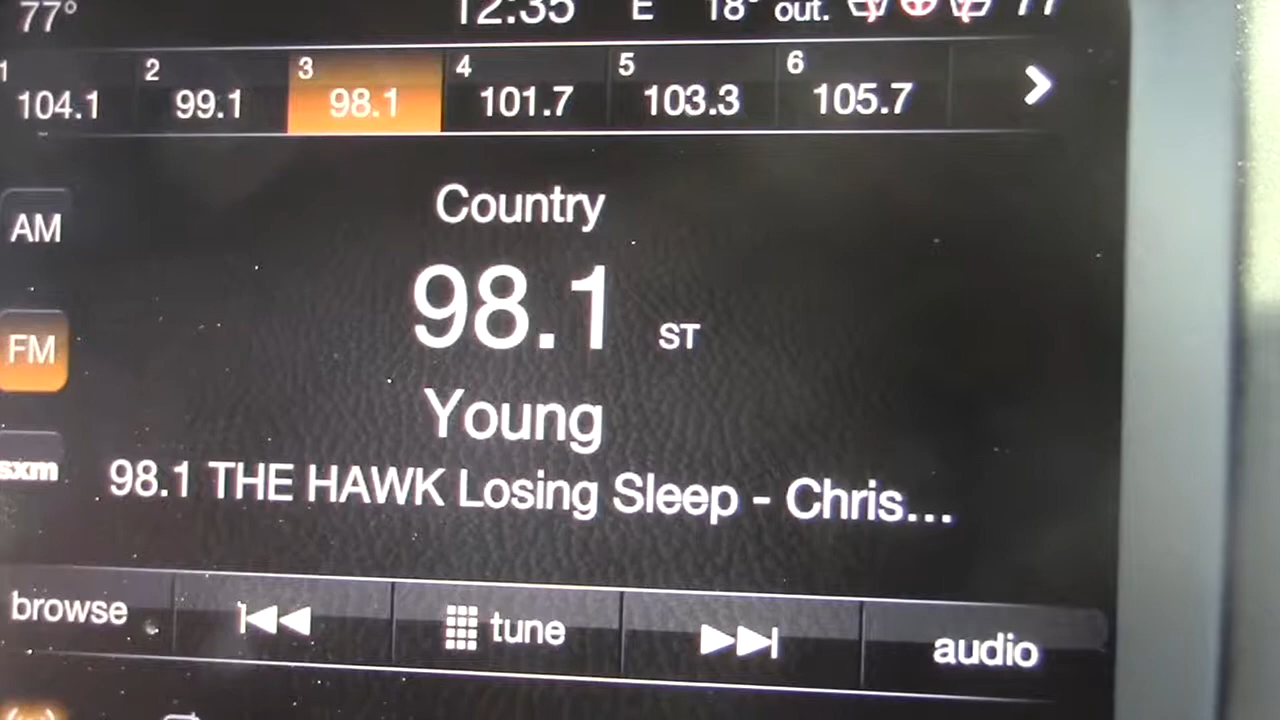 77° 12:35 E 18° out. 77
1 2 3 4 5 6
104.1 99.1 98.1 101.7 103.3 105.7
Country
AM
98.1 ST
FM
Young
sxm
98.1 THE HAWK Losing Sleep - Chris...
browse tune audio